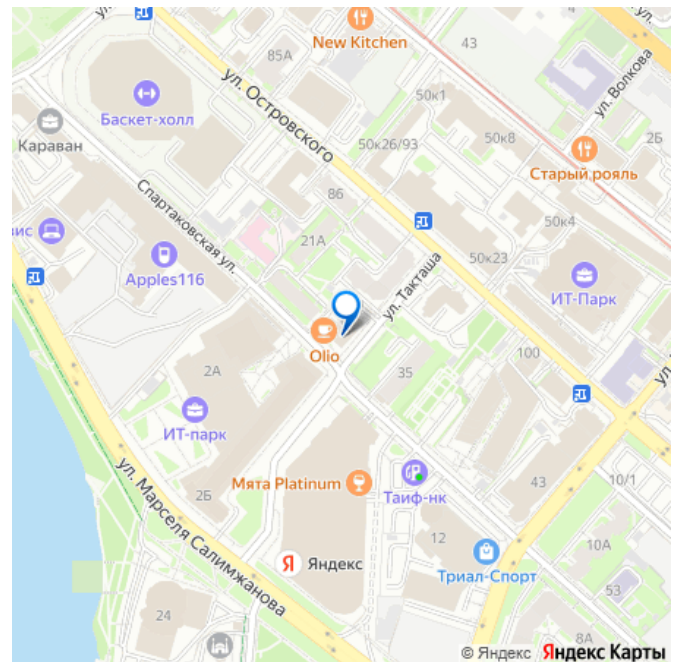 New Kitchen
43
85А
ул. Волкова
Баскет-холл
50к1
2Б
Караван
ул. Островского
50к26/93
50к8
Старый рояль
86
Спартаковская ул.
50к4
вис
21А
50к23
Apples116
ул. Такташа
ИТ-Парк
Olio
100
2А
35
ИТ-парк
Мята Platinum
Таиф-нк
43
10/1
2Б
ул. Марселя Салимжанова
12
10А
Яндекс
Триал-Спорт
53
24
8А
© Яндекс Яндекс Карты